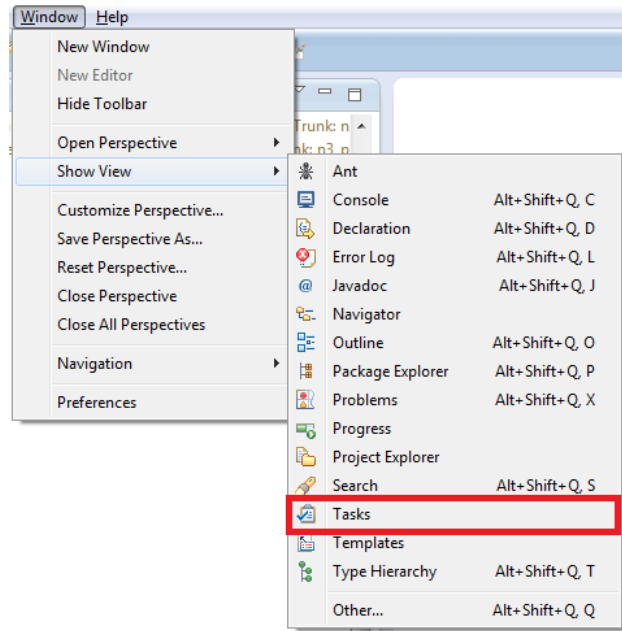 Window Help
New Window
New Editor
Hide Toolbar
Open Perspective
Trunk: n
Show View
Ant
Customize Perspective...
Console Alt+Shift+Q, C
Save Perspective As...
Declaration Alt+Shift+Q, D
Reset Perspective...
Error Log Alt+Shift+Q, L
Close Perspective
Javadoc Alt+Shift+Q, J
Close All Perspectives
Navigator
Outline Alt+Shift+Q, O
Navigation
Package Explorer Alt+Shift+Q, P
Preferences
Problems Alt+Shift+Q, X
Progress
Project Explorer
Search Alt+Shift+Q, S
Tasks
Templates
Type Hierarchy Alt+Shift+Q, T
Other... Alt+Shift+Q, Q